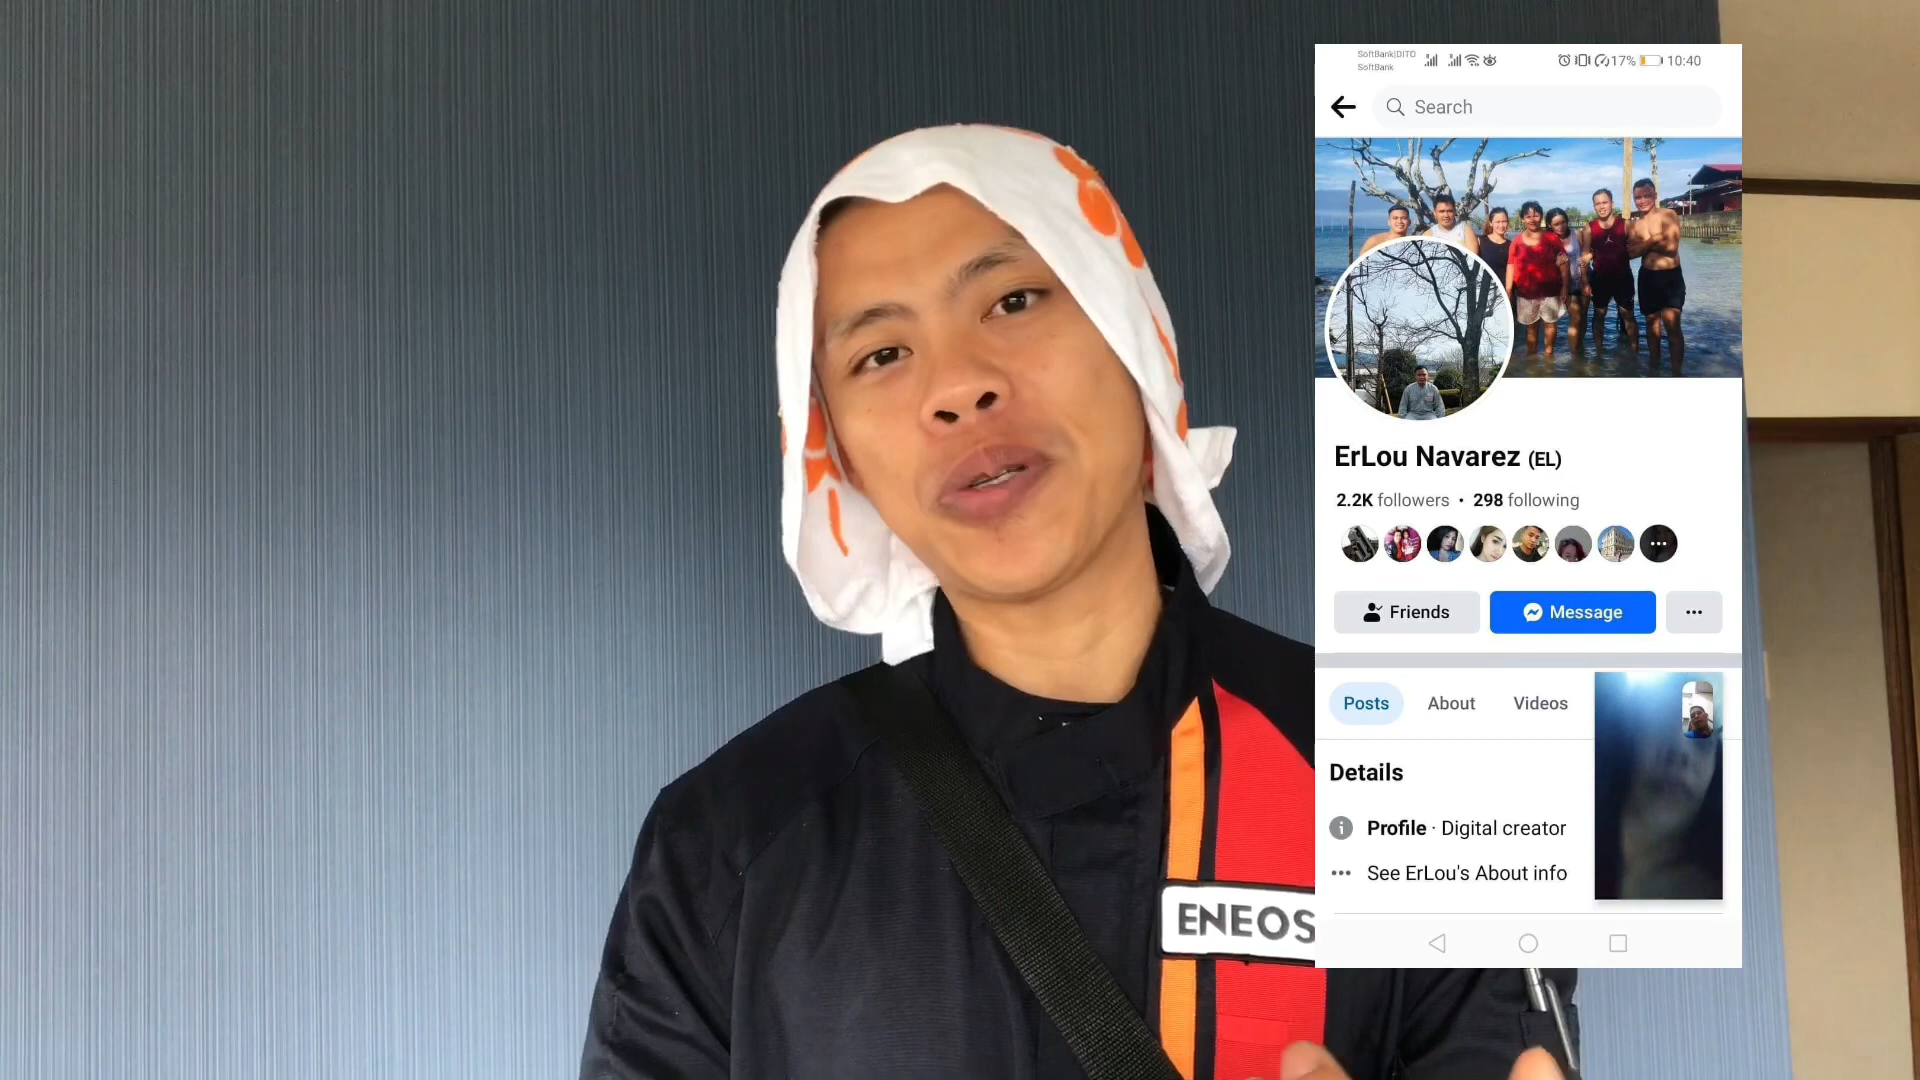 SoftBank|DITO
SoftBank
17% 10:40
Search
ErLou Navarez (EL)
2.2K followers • 298 following
Friends
Message
Posts About Videos
Details
Profile · Digital creator
See ErLou's About info
ENEOS